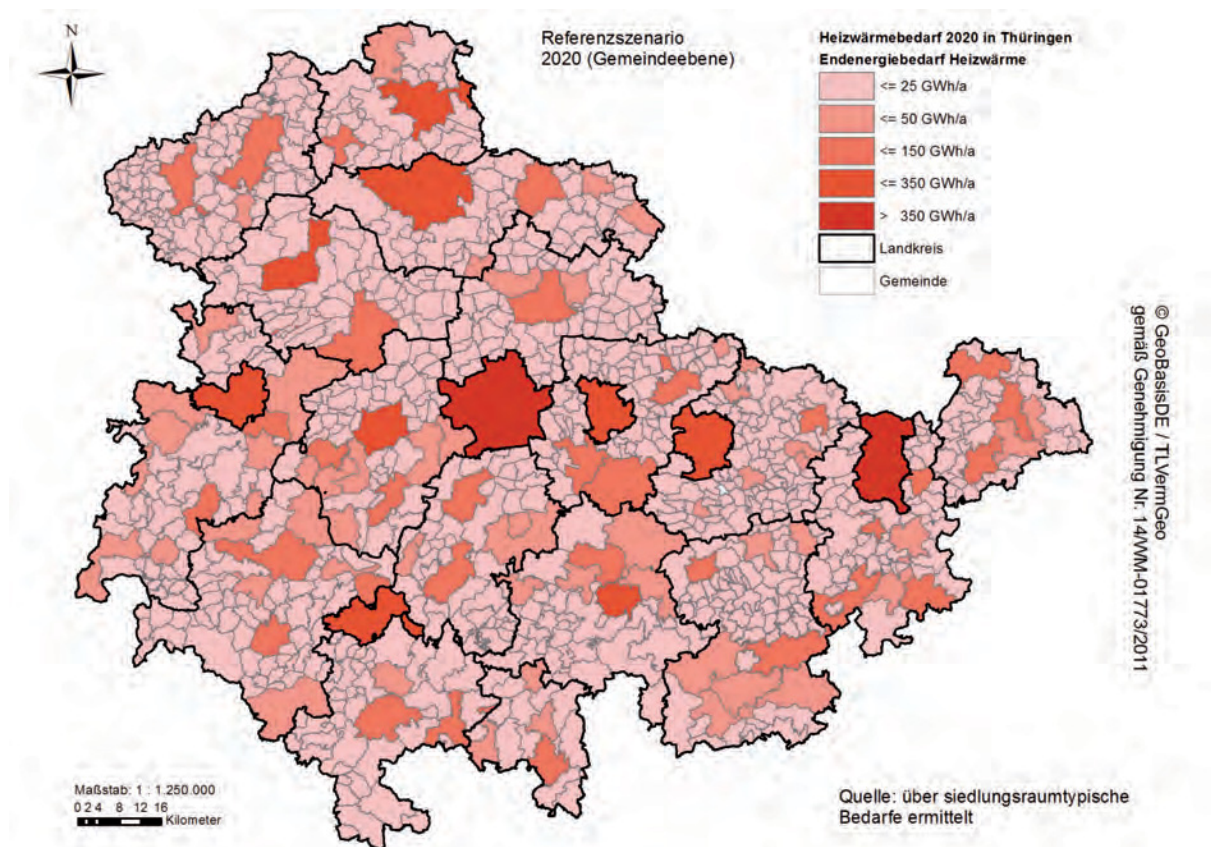 N
Referenzszenario
2020 (Gemeindeebene)
Heizwärmebedarf 2020 in Thüringen
Endenergiebedarf Heizwärme
<= 25 GWh/a
<= 50 GWh/a
<= 150 GWh/a
<= 350 GWh/a
> 350 GWh/a
Landkreis
Gemeinde
© GeoBasisDE / TLVermGeo
gemäß Genehmigung Nr. 14/WM-01773/2011
Maßstab: 1 : 1.250.000
0 2 4 8 12 16
Kilometer
Quelle: über siedlungsraumtypische
Bedarfe ermittelt